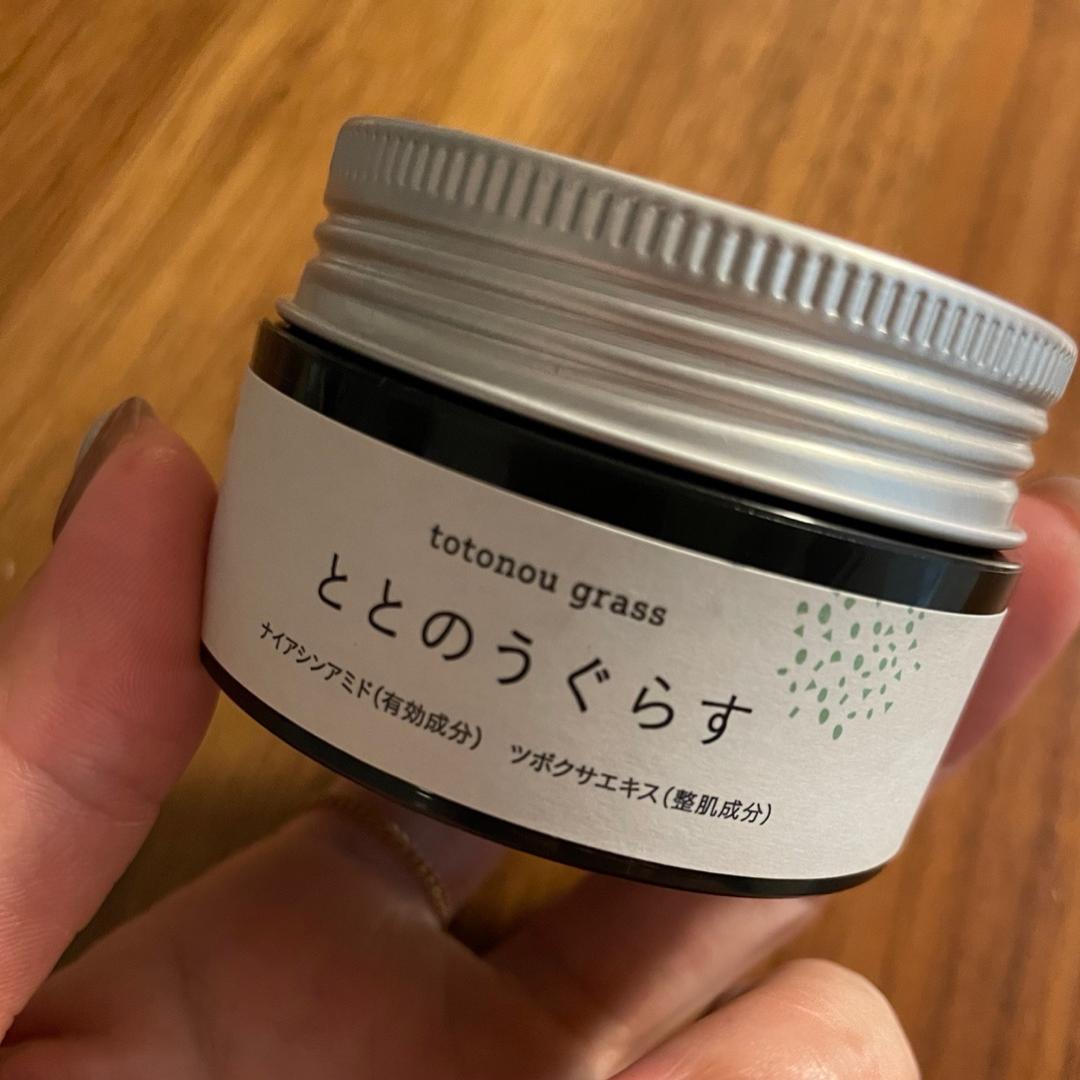 totonou grass
ととのうぐらす
ナイアシンアミド(有効成分) ツボクサエキス(整肌成分)